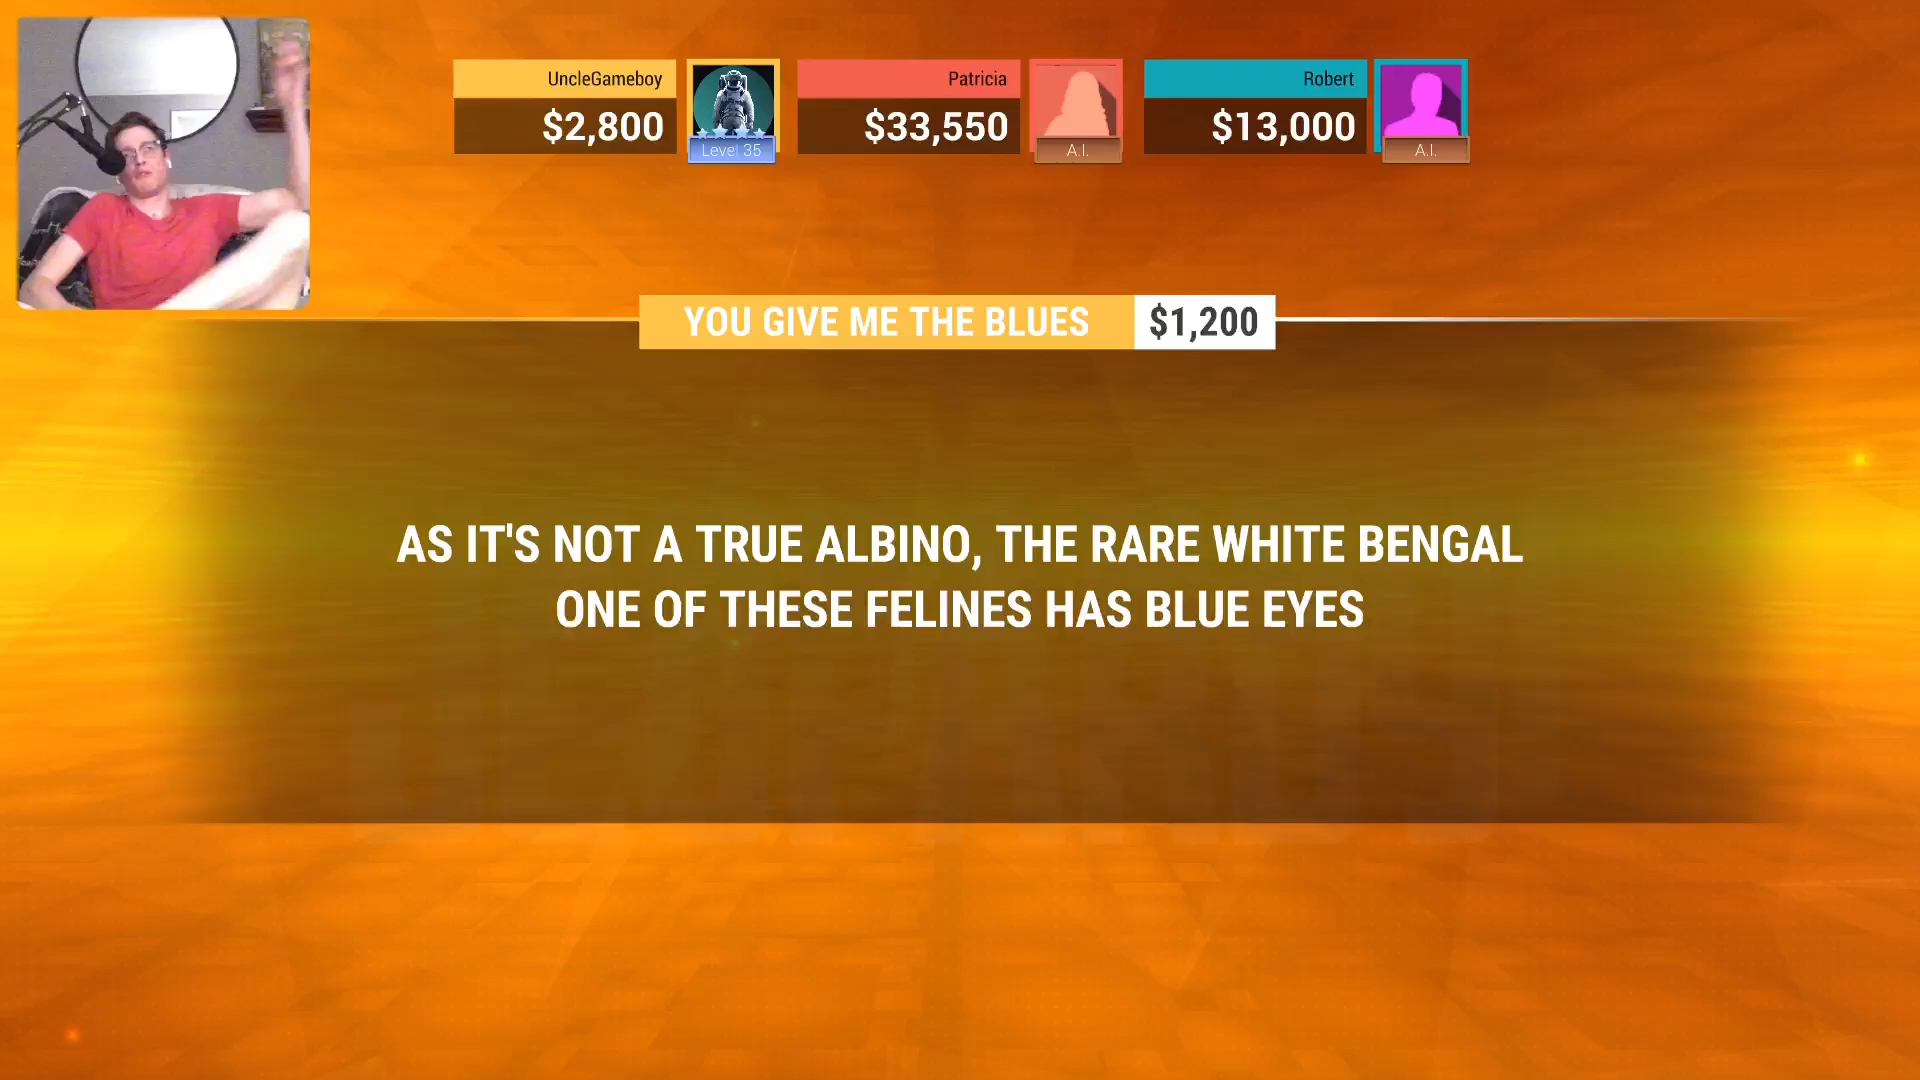 UncleGameboy
$2,800
Level 35
Patricia
$33,550
A.I.
Robert
$13,000
A.I.
YOU GIVE ME THE BLUES $1,200
AS IT'S NOT A TRUE ALBINO, THE RARE WHITE BENGAL
ONE OF THESE FELINES HAS BLUE EYES